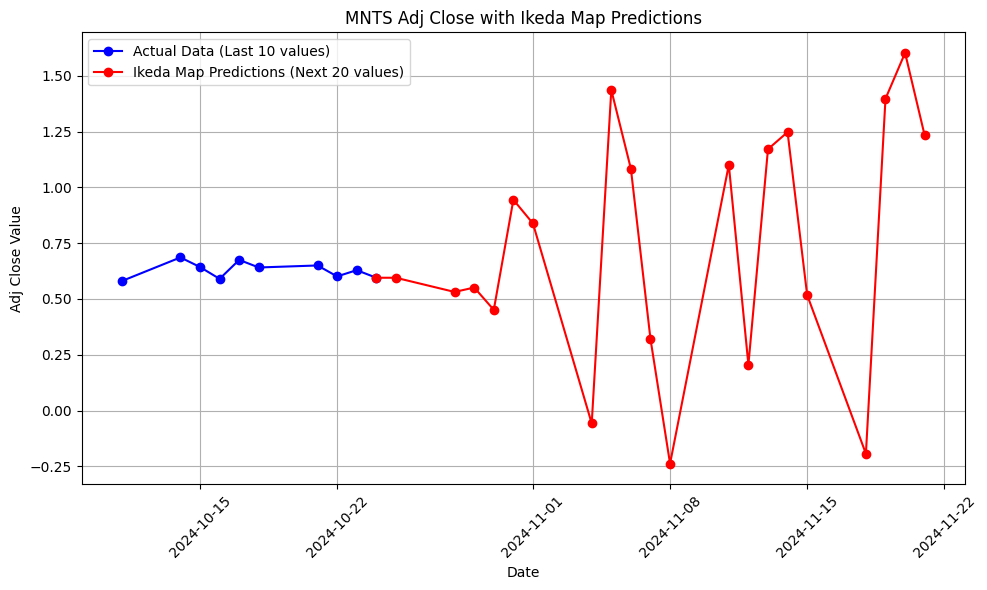 MNTS Adj Close with Ikeda Map Predictions
Actual Data (Last 10 values)
Ikeda Map Predictions (Next 20 values)
Adj Close Value
1.50
1.25
1.00
0.75
0.50
0.25
0.00
−0.25
2024-10-15
2024-10-22
2024-11-01
2024-11-08
2024-11-15
2024-11-22
Date